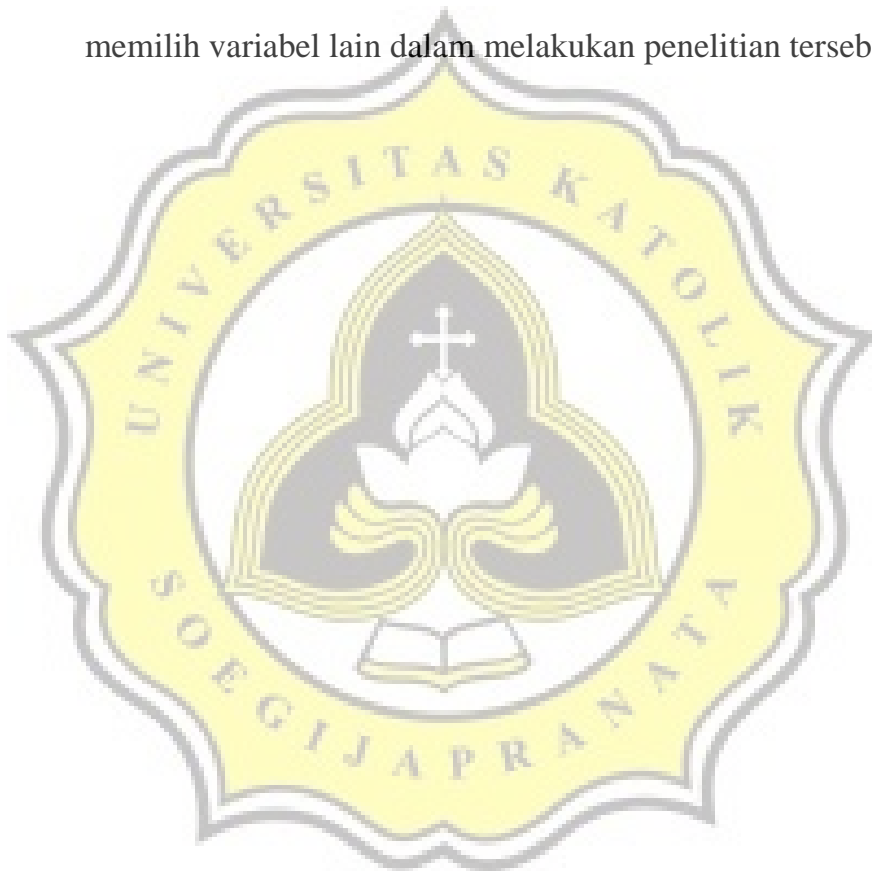 memilih variabel lain dalam melakukan penelitian terseb
UNIVERSITAS KATOLIK
SOEGIJAPRANATA